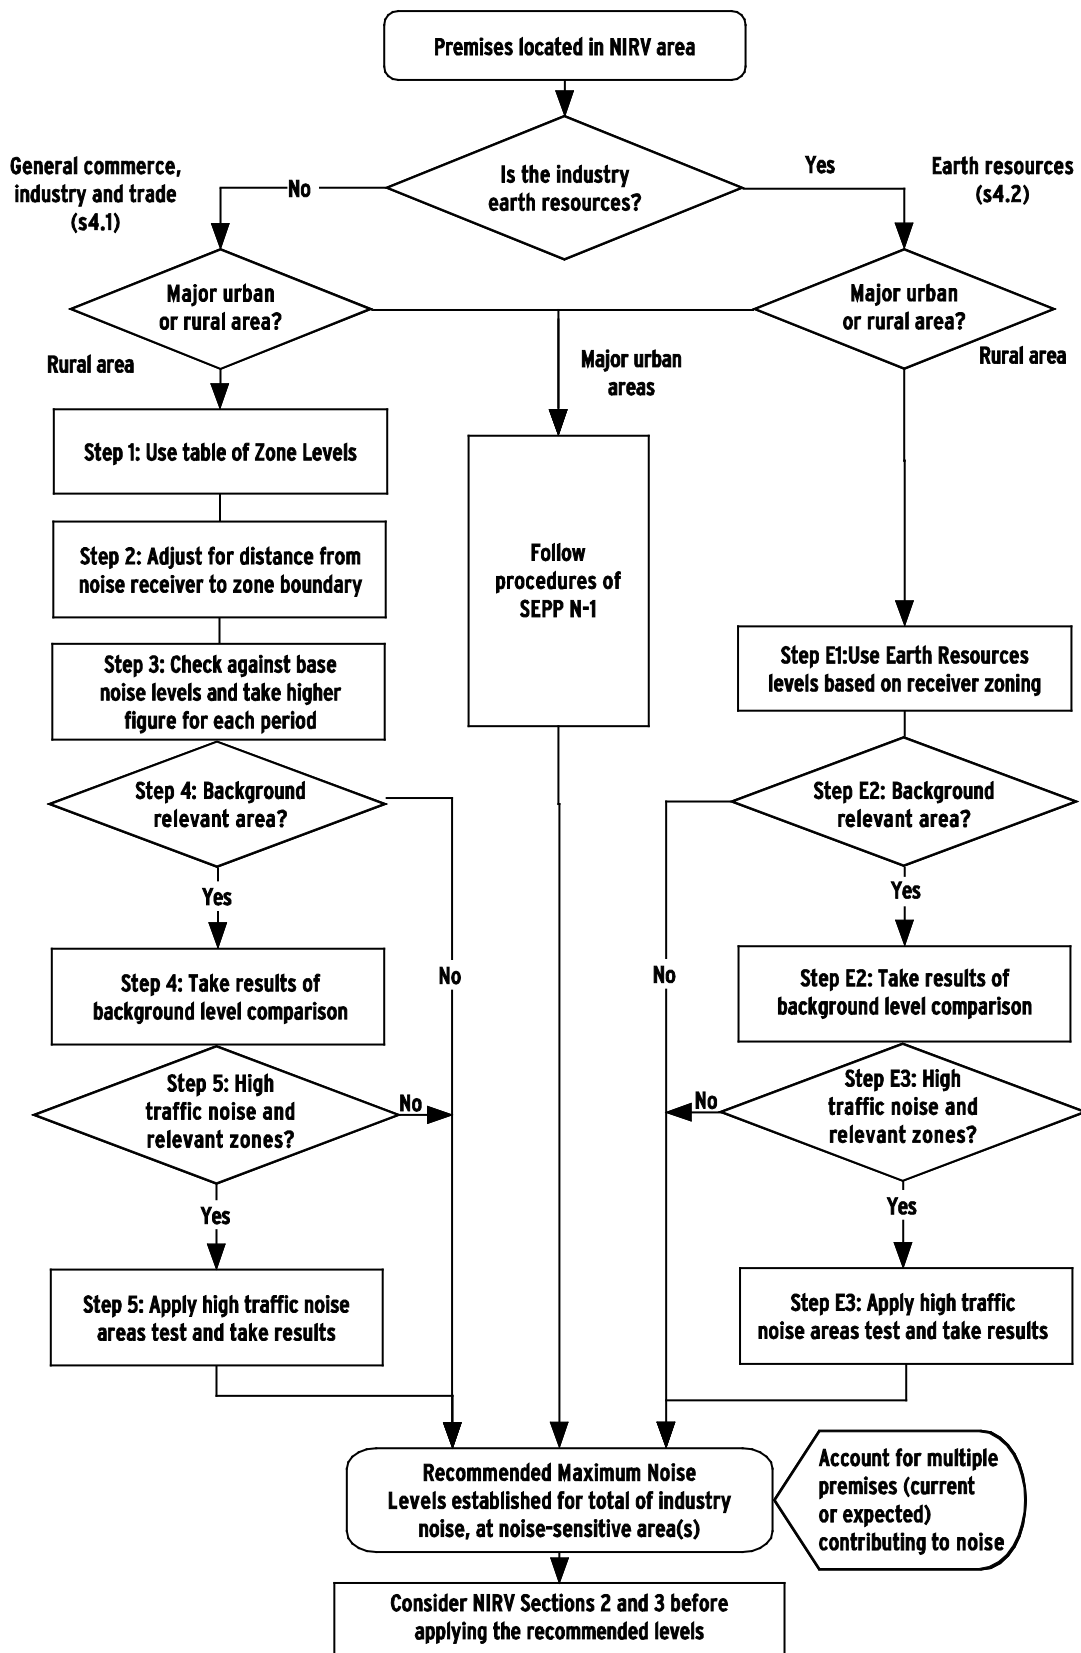 Premises located in NIRV area
General commerce,
industry and trade
(s4.1)
No
Is the industry
earth resources?
Yes
Earth resources
(s4.2)
Major urban
or rural area?
Major urban
or rural area?
Rural area
Major urban
areas
Rural area
Step 1: Use table of Zone Levels
Step 2: Adjust for distance from
noise receiver to zone boundary
Step 3: Check against base
noise levels and take higher
figure for each period
Follow
procedures of
SEPP N-1
Step E1:Use Earth Resources
levels based on receiver zoning
Step 4: Background
relevant area?
Step E2: Background
relevant area?
Yes
Yes
No
No
Step 4: Take results of
background level comparison
Step E2: Take results of
background level comparison
Step 5: High
traffic noise and
relevant zones?
No
No
Step E3: High
traffic noise and
relevant zones?
Yes
Yes
Step 5: Apply high traffic noise
areas test and take results
Step E3: Apply high traffic
noise areas test and take results
Recommended Maximum Noise
Levels established for total of industry
noise, at noise-sensitive area(s)
Account for multiple
premises (current
or expected)
contributing to noise
Consider NIRV Sections 2 and 3 before
applying the recommended levels